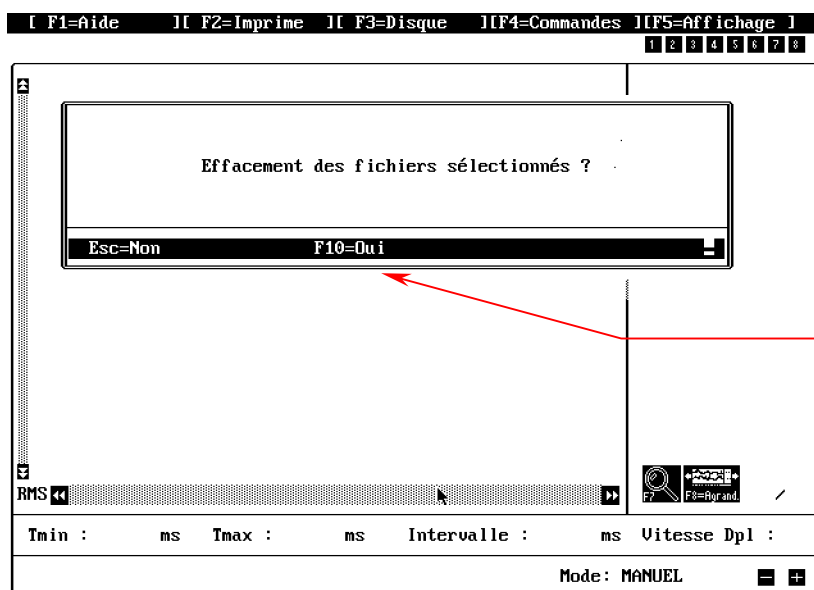 [ F1=Aide ][ F2=Imprime ][ F3=Disque ][F4=Commandes ][F5=Affichage ]
1 2 3 4 5 6 7 8
Effacement des fichiers sélectionnés ?
Esc=Non F10=Oui
RMS
F7 F8=Agrand.
Tmin : ms Tmax : ms Intervalle : ms Vitesse Dpl :
Mode: MANUEL